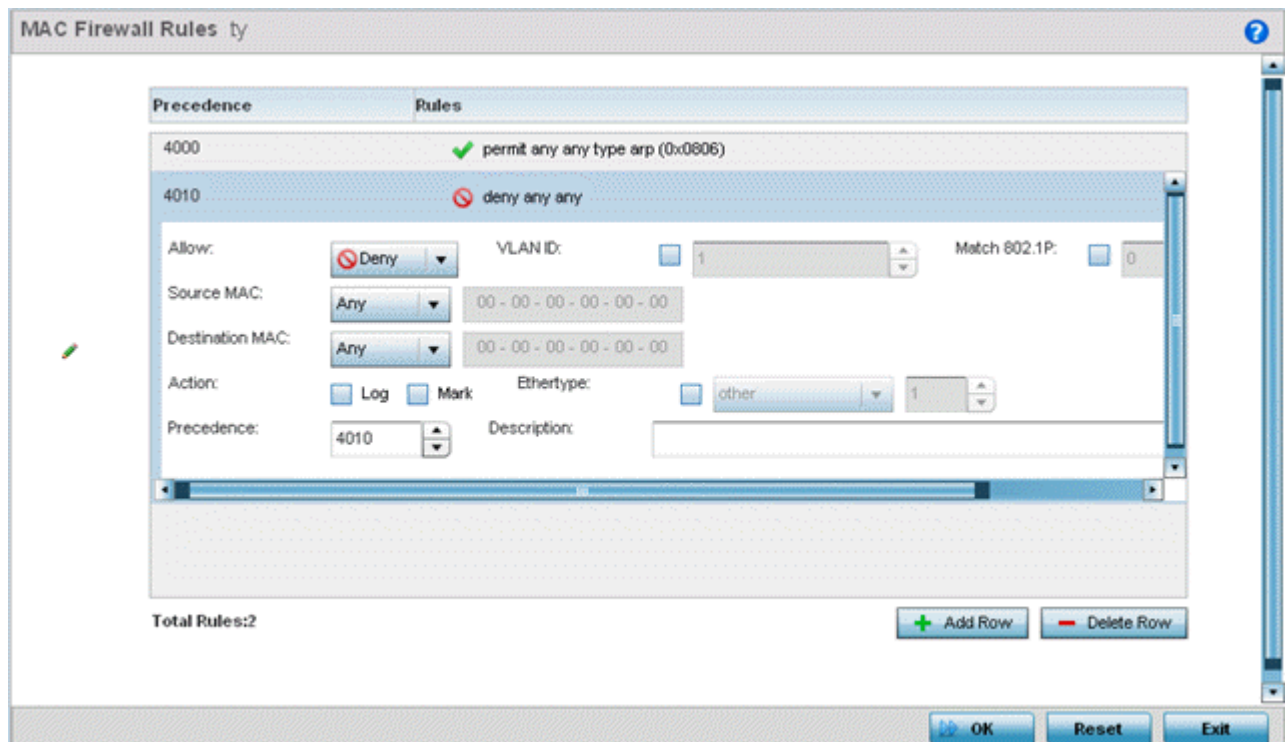 MAC Firewall Rules ty
Precedence Rules
4000 permit any any type arp (0x0806)
4010 deny any any
Allow: Deny VLAN ID: 1 Match 802.1P: 0
Source MAC: Any 00 - 00 - 00 - 00 - 00 - 00
Destination MAC: Any 00 - 00 - 00 - 00 - 00 - 00
Action: Log Mark Ethertype: other 1
Precedence: 4010 Description:
Total Rules:2 Add Row Delete Row
OK Reset Exit